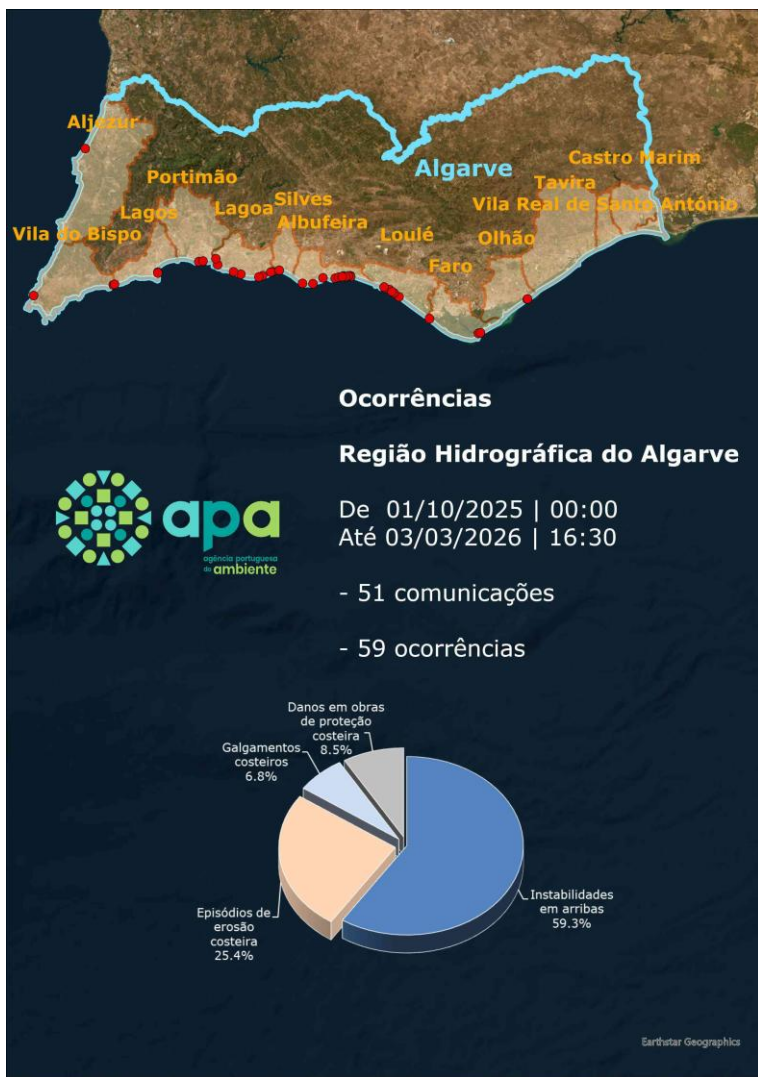 Aljezur
Castro Marim
Algarve
Portimão
Tavira
Silves
Vila Real de Santo António
Lagos
Lagoa
Albufeira
Vila do Bispo
Loulé
Olhão
Faro
Ocorrências
Região Hidrográfica do Algarve
De 01/10/2025 | 00:00
Até 03/03/2026 | 16:30
apa
agência portuguesa
do ambiente
- 51 comunicações
- 59 ocorrências
Danos em obras
de proteção
costeira
8.5%
Galgamentos
costeiros
6.8%
Instabilidades
em arribas
59.3%
Episódios de
erosão
costeira
25.4%
Earthstar Geographics